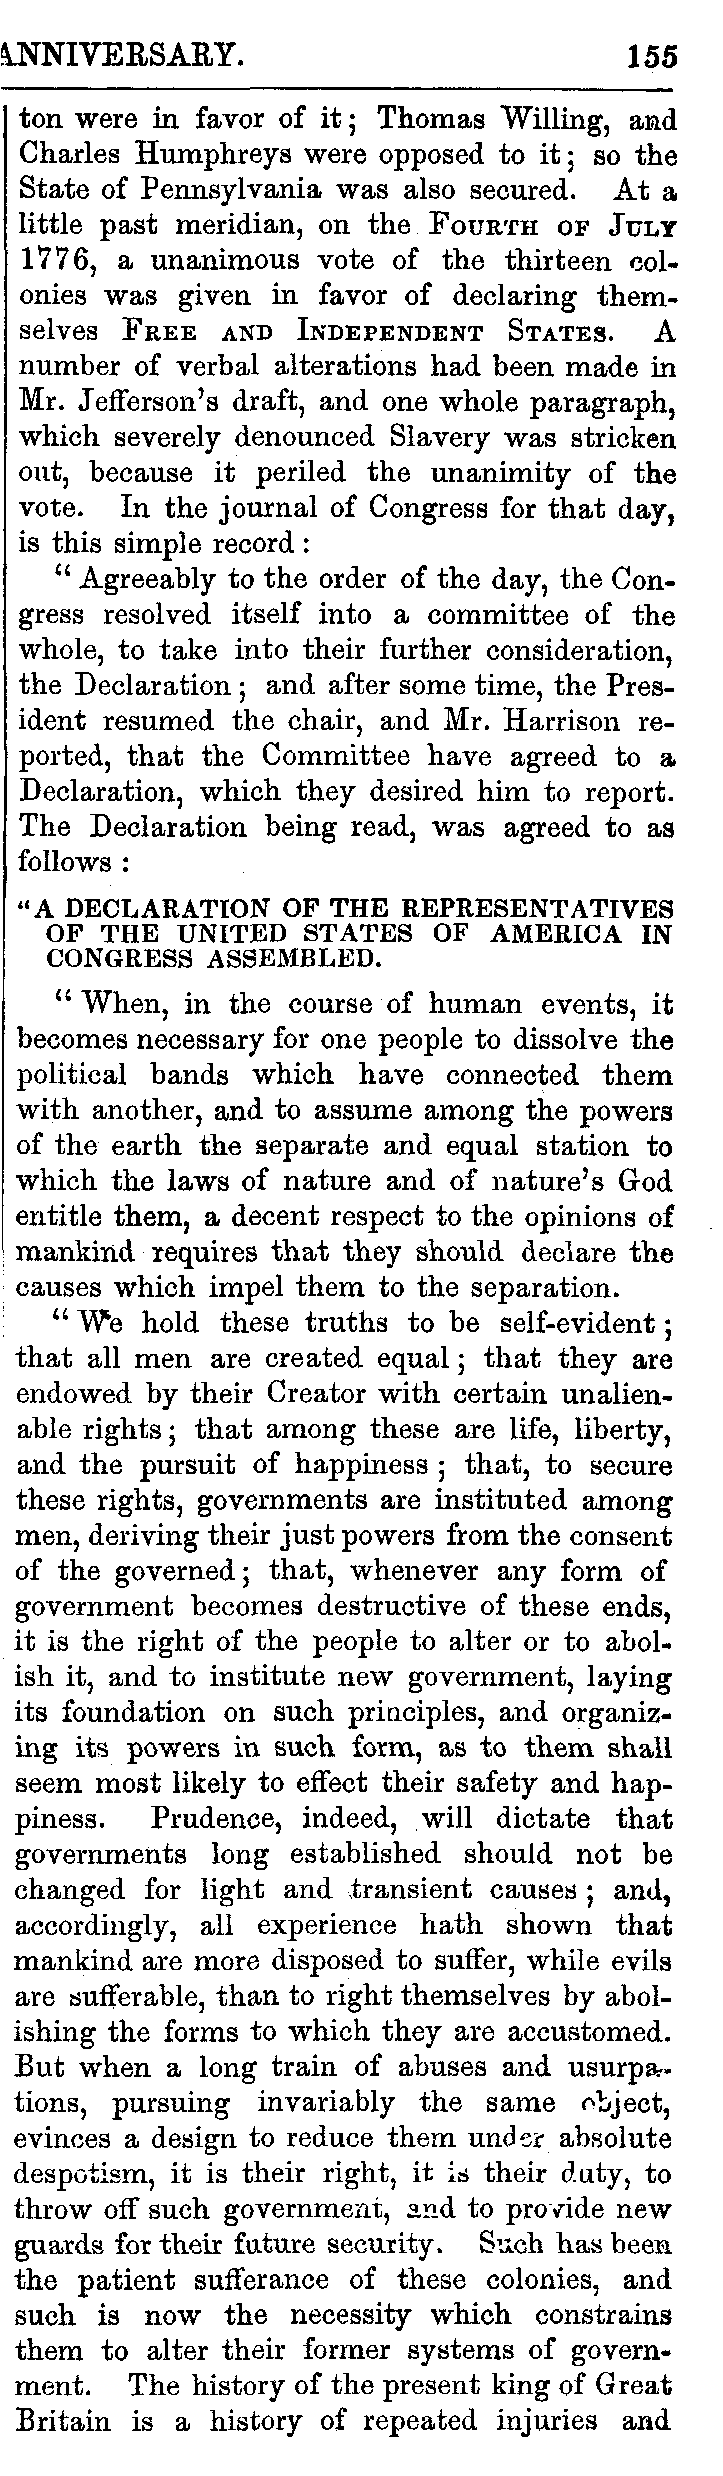 ANNIVERSARY. 155
ton were in favor of it; Thomas Willing, and
Charles Humphreys were opposed to it; so the
State of Pennsylvania was also secured. At a
little past meridian, on the FOURTH OF JULY
1776, a unanimous vote of the thirteen col-
onies was given in favor of declaring them-
selves FREE AND INDEPENDENT STATES. A
number of verbal alterations had been made in
Mr. Jefferson's draft, and one whole paragraph,
which severely denounced Slavery was stricken
out, because it periled the unanimity of the
vote. In the journal of Congress for that day,
is this simple record:
"Agreeably to the order of the day, the Con-
gress resolved itself into a committee of the
whole, to take into their further consideration,
the Declaration; and after some time, the Pres-
ident resumed the chair, and Mr. Harrison re-
ported, that the Committee have agreed to a
Declaration, which they desired him to report.
The Declaration being read, was agreed to as
follows:
"A DECLARATION OF THE REPRESENTATIVES
OF THE UNITED STATES OF AMERICA IN
CONGRESS ASSEMBLED.
"When, in the course of human events, it
becomes necessary for one people to dissolve the
political bands which have connected them
with another, and to assume among the powers
of the earth the separate and equal station to
which the laws of nature and of nature's God
entitle them, a decent respect to the opinions of
mankind requires that they should declare the
causes which impel them to the separation.
"We hold these truths to be self-evident;
that all men are created equal; that they are
endowed by their Creator with certain unalien-
able rights; that among these are life, liberty,
and the pursuit of happiness; that, to secure
these rights, governments are instituted among
men, deriving their just powers from the consent
of the governed; that, whenever any form of
government becomes destructive of these ends,
it is the right of the people to alter or to abol-
ish it, and to institute new government, laying
its foundation on such principles, and organiz-
ing its powers in such form, as to them shall
seem most likely to effect their safety and hap-
piness. Prudence, indeed, will dictate that
governments long established should not be
changed for light and transient causes; and,
accordingly, all experience hath shown that
mankind are more disposed to suffer, while evils
are sufferable, than to right themselves by abol-
ishing the forms to which they are accustomed.
But when a long train of abuses and usurpa-
tions, pursuing invariably the same object,
evinces a design to reduce them under absolute
despotism, it is their right, it is their duty, to
throw off such government, and to provide new
guards for their future security. Such has been
the patient sufferance of these colonies, and
such is now the necessity which constrains
them to alter their former systems of govern-
ment. The history of the present king of Great
Britain is a history of repeated injuries and